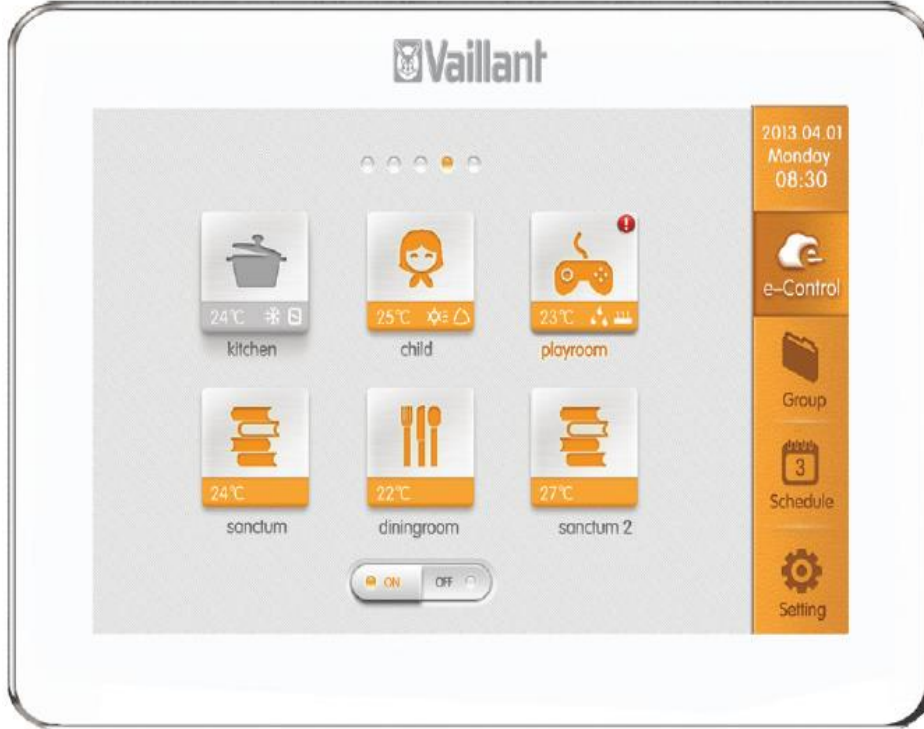 Vaillant
2013.04.01
Monday
08:30
e-Control
Group
3
Schedule
Setting
24℃
kitchen
25℃
child
23℃
playroom
24℃
sanctum
22℃
diningroom
27℃
sanctum 2
ON OFF